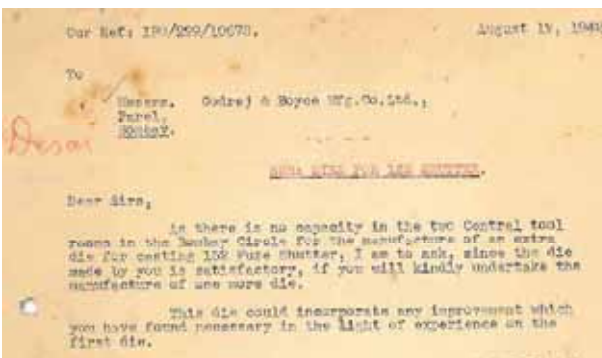 Our Ref: 
August 19,
To
Messrs. Godrej & Boyce Mfg.Co.Ltd.,
Parel,
Bombay.
Desai
Dear Sirs,
As there is no capacity in the two Central tool
rooms in the Bombay Circle for the manufacture of an extra
die for casting 152 Fuze Shutter, I am to ask, since the die
made by you is satisfactory, if you will kindly undertake the
manufacture of one more die.
This die could incorporate any improvement which
you have found necessary in the light of experience on the
first die.